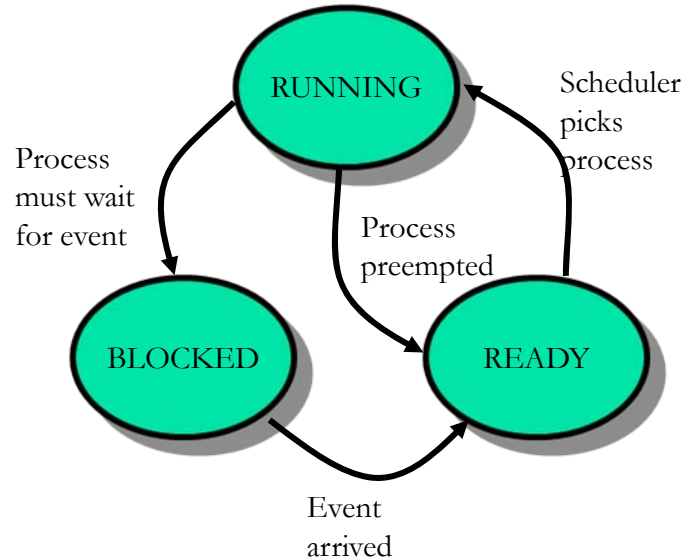 RUNNING
Scheduler
picks
process
Process
must wait
for event
Process
preempted
BLOCKED
READY
Event
arrived